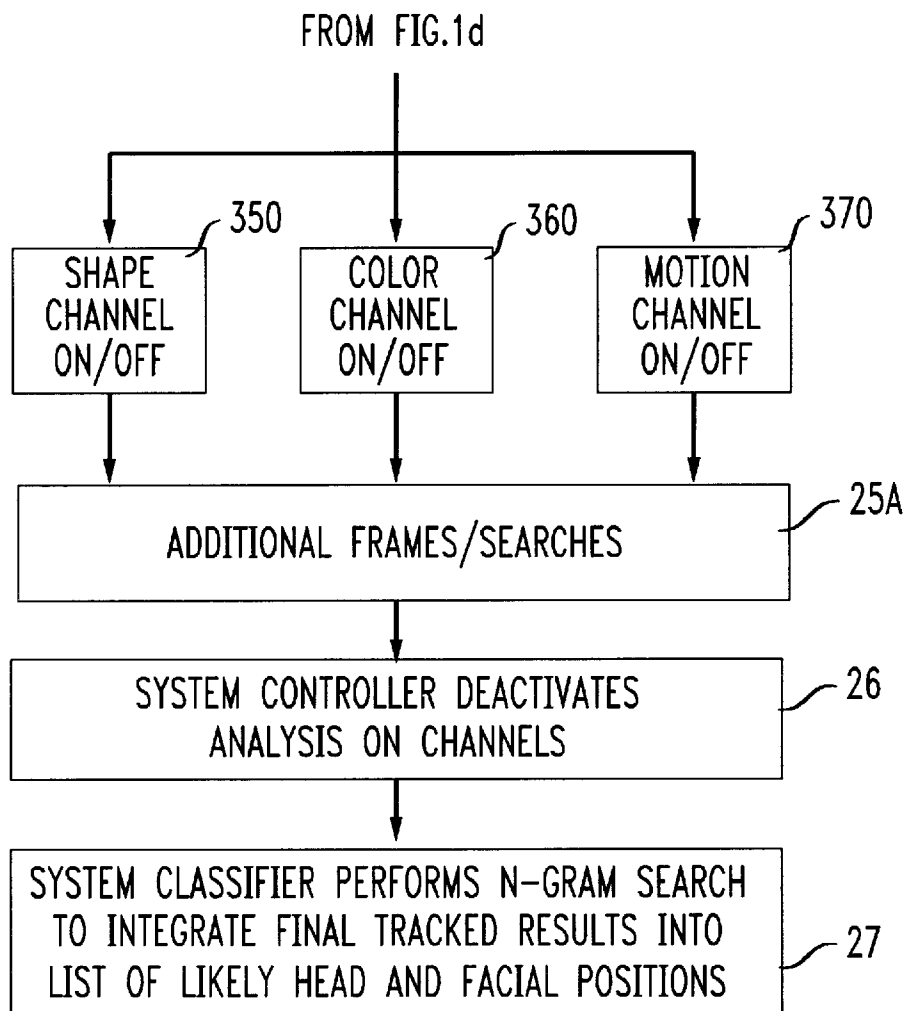 FROM FIG.1d
350
360
370
SHAPE
CHANNEL
ON/OFF
COLOR
CHANNEL
ON/OFF
MOTION
CHANNEL
ON/OFF
25A
ADDITIONAL FRAMES/SEARCHES
26
SYSTEM CONTROLLER DEACTIVATES
ANALYSIS ON CHANNELS
SYSTEM CLASSIFIER PERFORMS N-GRAM SEARCH
TO INTEGRATE FINAL TRACKED RESULTS INTO
LIST OF LIKELY HEAD AND FACIAL POSITIONS
27